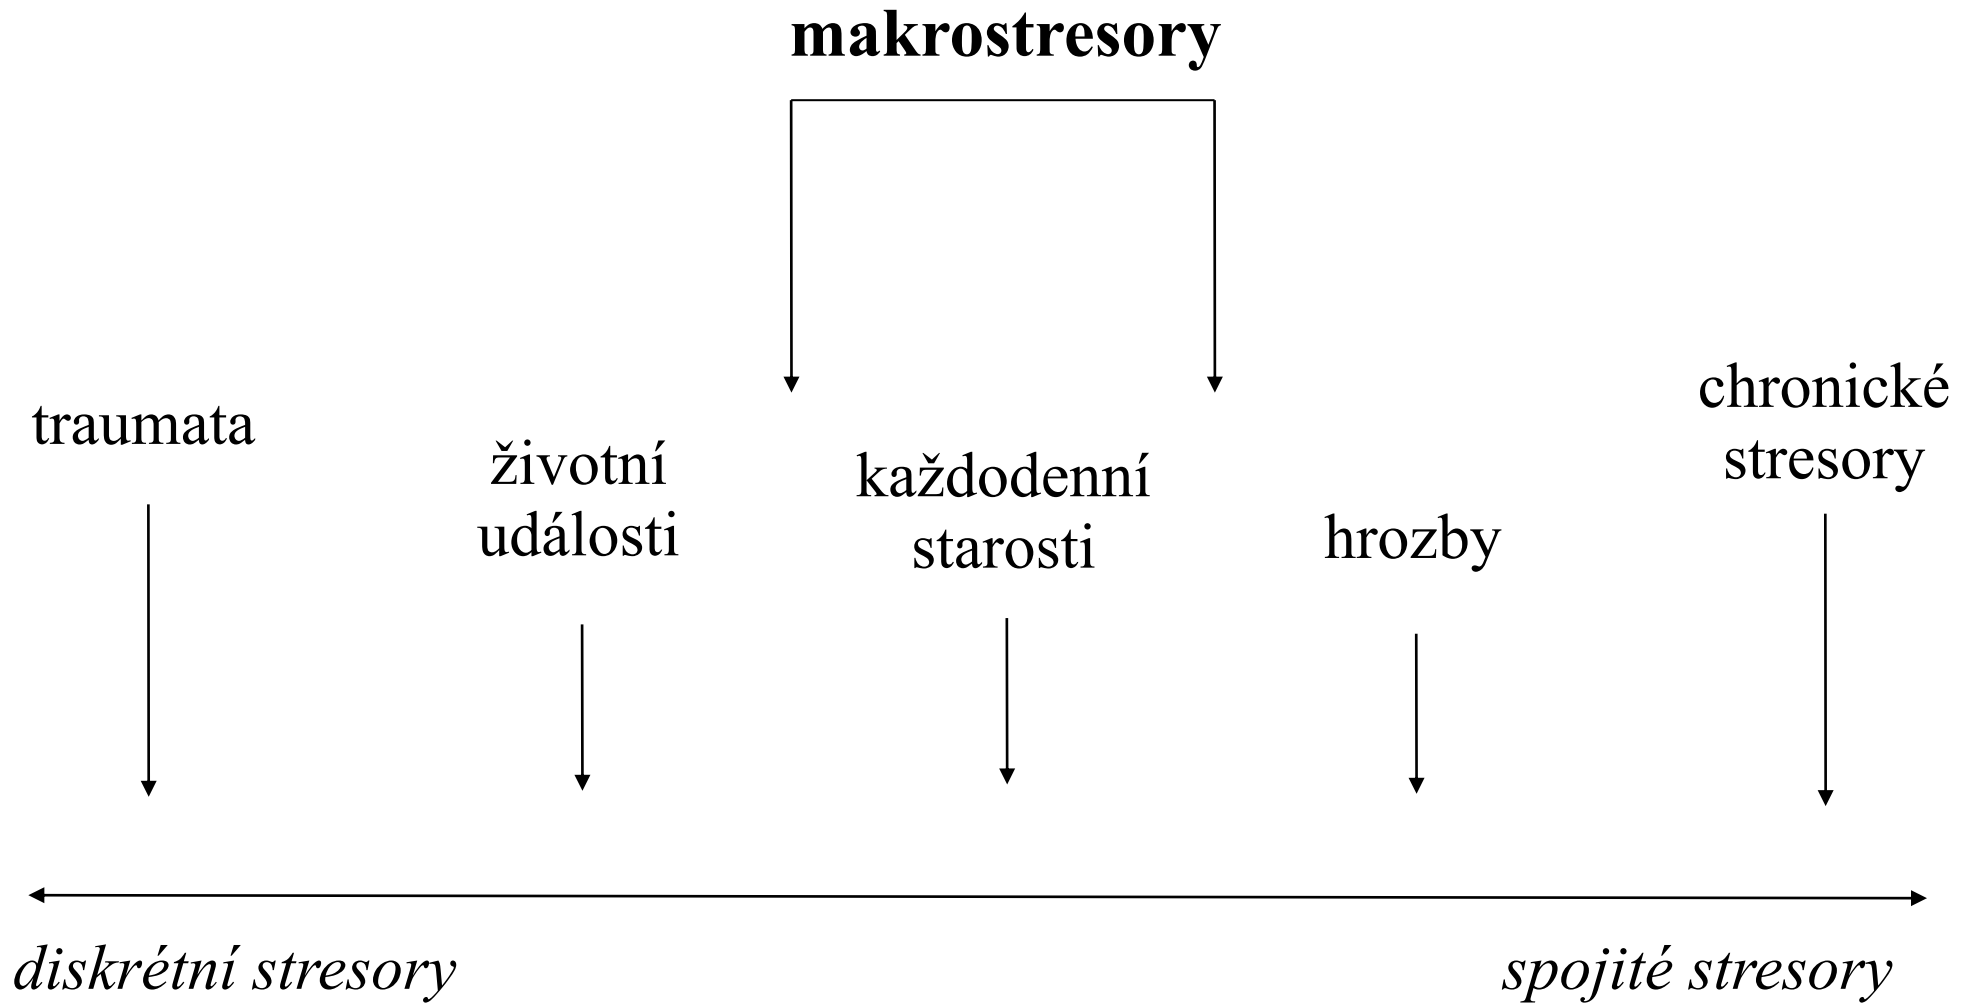 makrostresory
traumata
životní
události
každodenní
starosti
hrozby
chronické
stresory
diskrétní stresory
spojité stresory